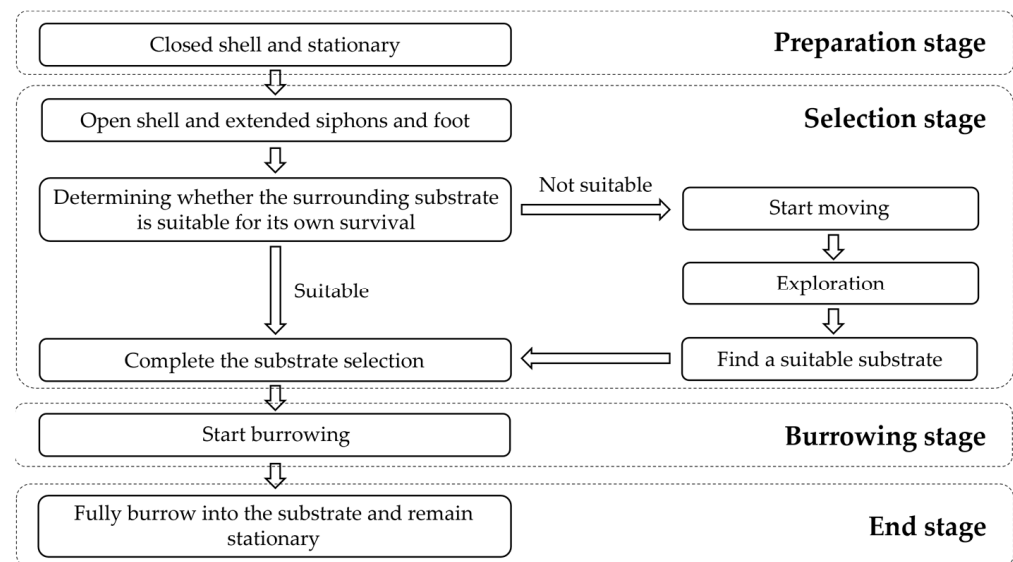 Closed shell and stationary
Preparation stage
Open shell and extended siphons and foot
Selection stage
Determining whether the surrounding substrate
is suitable for its own survival
Not suitable
Start moving
Exploration
Suitable
Complete the substrate selection
Find a suitable substrate
Start burrowing
Burrowing stage
Fully burrow into the substrate and remain
stationary
End stage